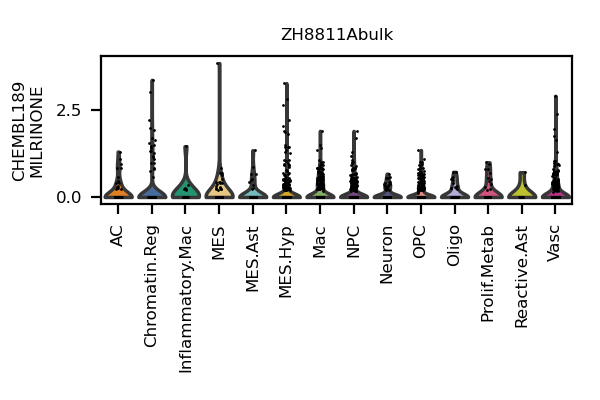 ZH8811Abulk
CHEMBL189
MILRINONE
2.5
0.0
AC
Chromatin.Reg
Inflammatory.Mac
MES
MES.Ast
MES.Hyp
Mac
NPC
Neuron
OPC
Oligo
Prolif.Metab
Reactive.Ast
Vasc